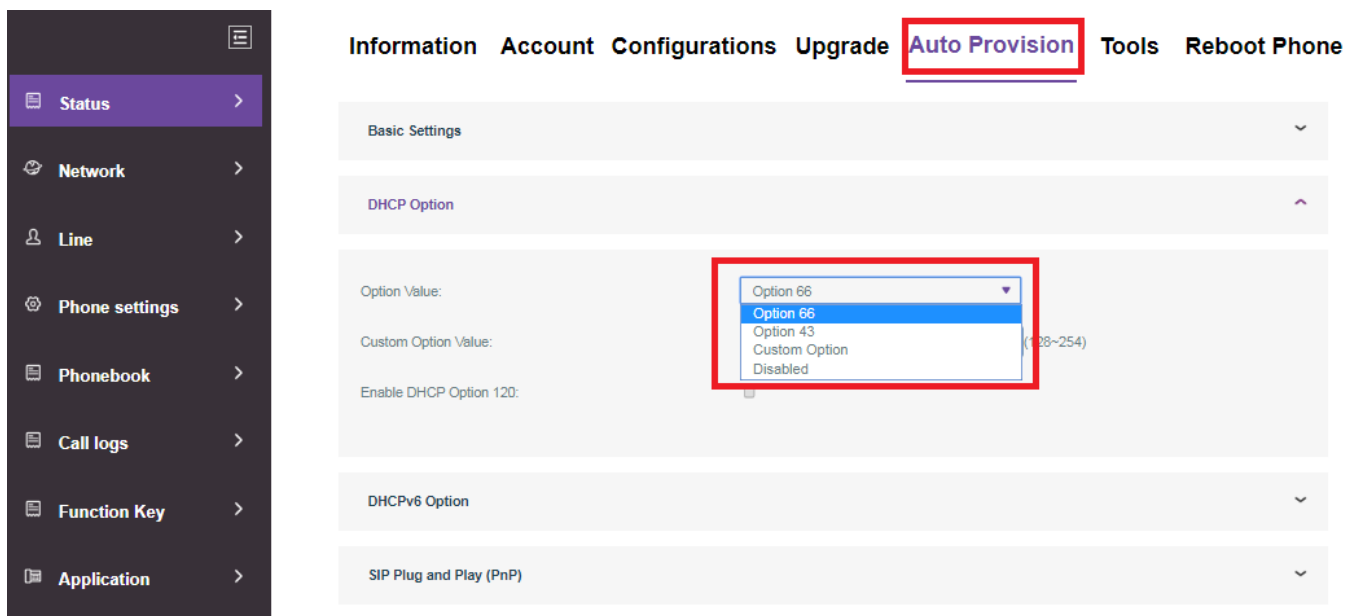 Information Account Configurations Upgrade Auto Provision Tools Reboot Phone
Status
Network
Line
Phone settings
Phonebook
Call logs
Function Key
Application
Basic Settings
DHCP Option
Option Value:
Option 66
Option 66
Option 43
Custom Option
Disabled
Custom Option Value:
(128~254)
Enable DHCP Option 120:
DHCPv6 Option
SIP Plug and Play (PnP)